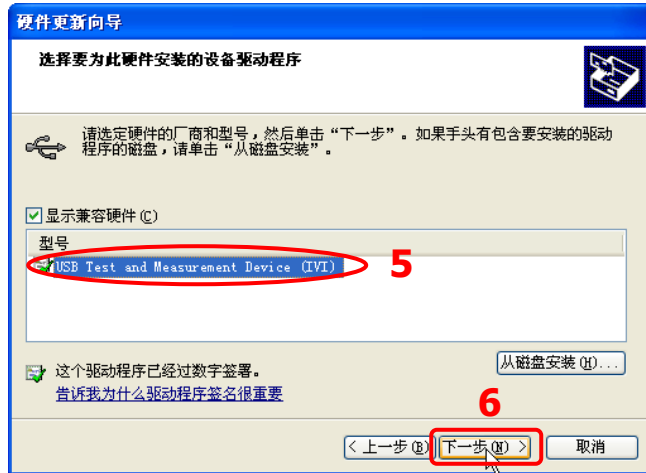 硬件更新向导
选择要为此硬件安装的设备驱动程序
请选定硬件的厂商和型号，然后单击“下一步”。如果手头有包含要安装的驱动
程序的磁盘，请单击“从磁盘安装”。
显示兼容硬件(C)
型号
USB Test and Measurement Device (IVI)
5
这个驱动程序已经过数字签署。
从磁盘安装(H)...
告诉我为什么驱动程序签名很重要
6
< 上一步(B)
下一步(N) >
取消